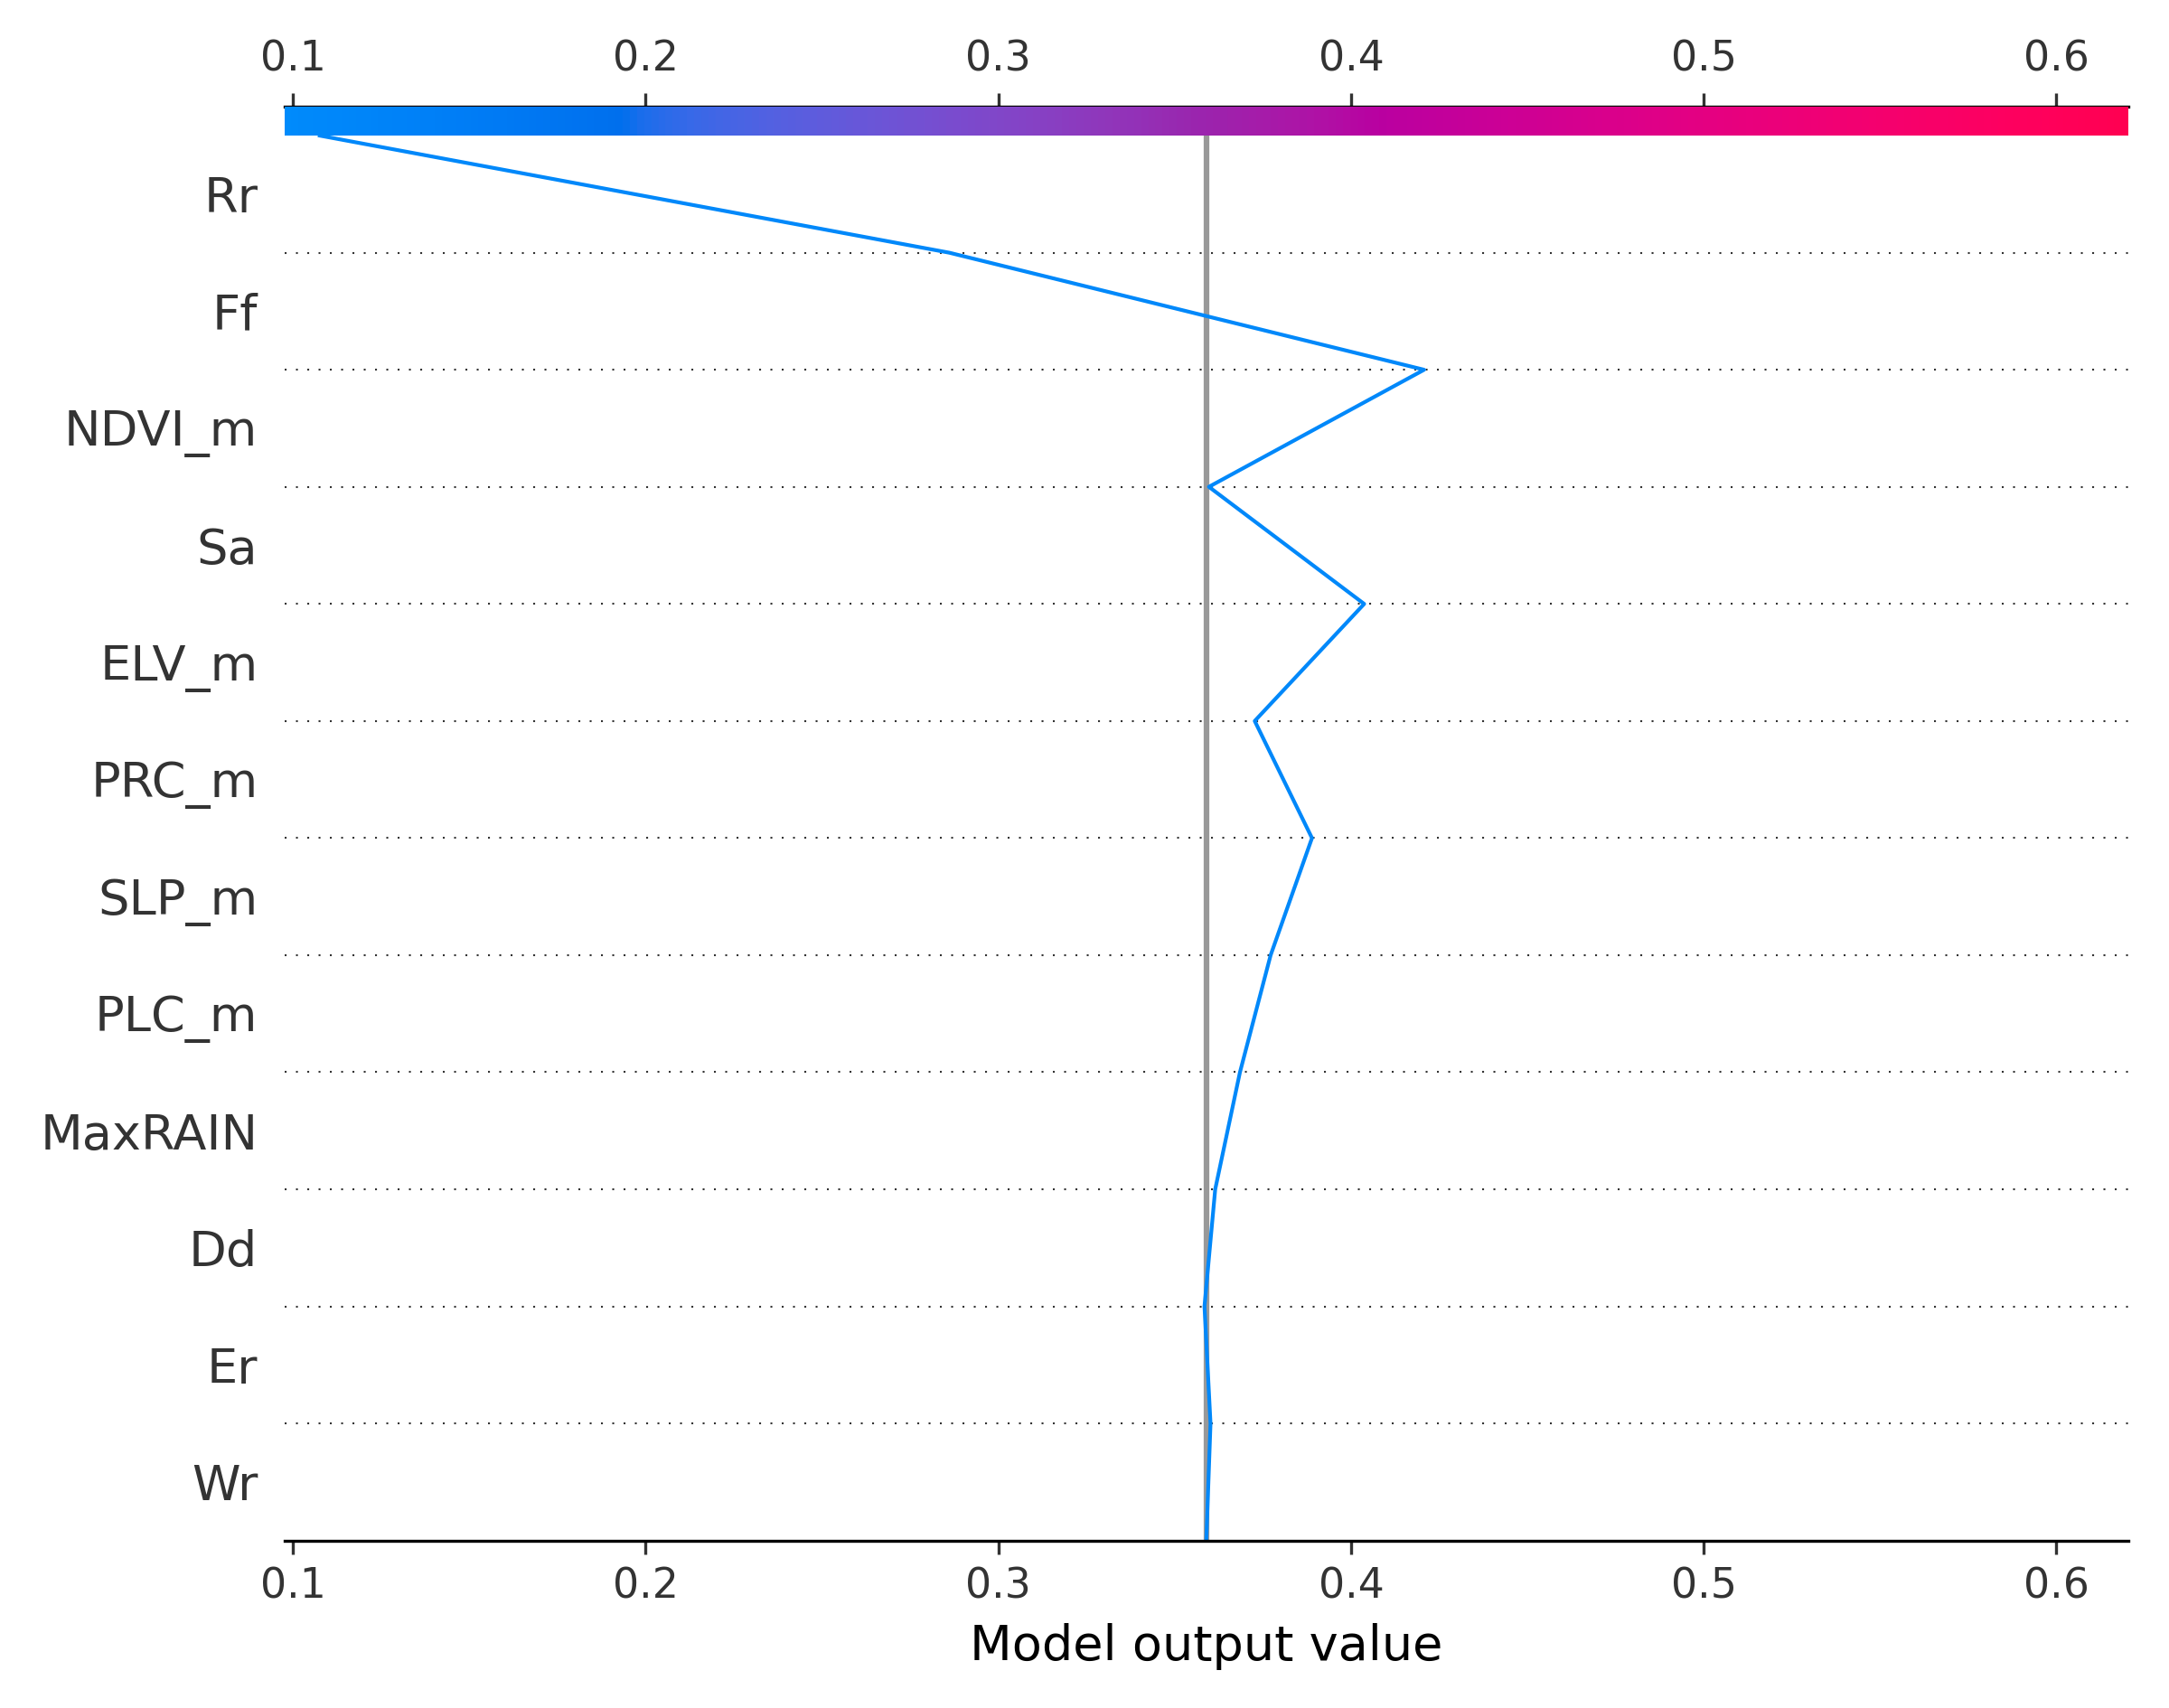 0.1 0.2 0.3 0.4 0.5 0.6
Rr
Ff
NDVI_m
Sa
ELV_m
PRC_m
SLP_m
PLC_m
MaxRAIN
Dd
Er
Wr
0.1 0.2 0.3 0.4 0.5 0.6
Model output value